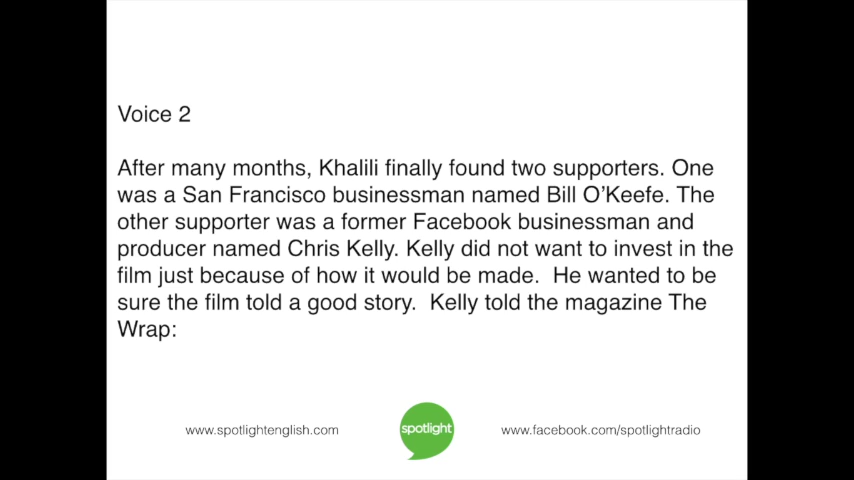 Voice 2
After many months, Khalili finally found two supporters. One
was a San Francisco businessman named Bill O’Keefe. The
other supporter was a former Facebook businessman and
producer named Chris Kelly. Kelly did not want to invest in the
film just because of how it would be made.  He wanted to be
sure the film told a good story.  Kelly told the magazine The
Wrap:
www.spotlightenglish.com
spotlight
www.facebook.com/spotlightradio